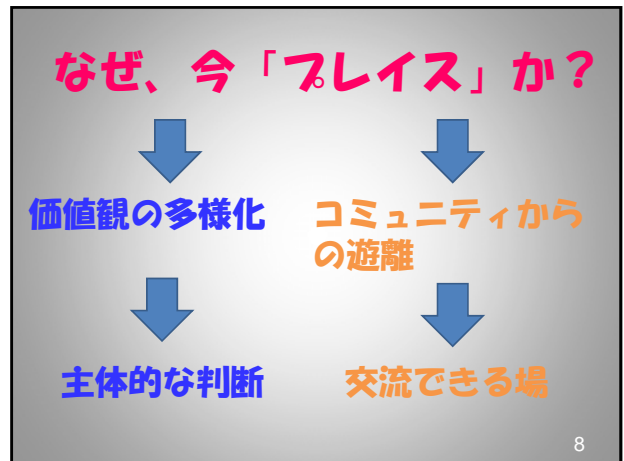 なぜ、今「プレイス」か？
価値観の多様化
コミュニティから
の遊離
主体的な判断
交流できる場
8